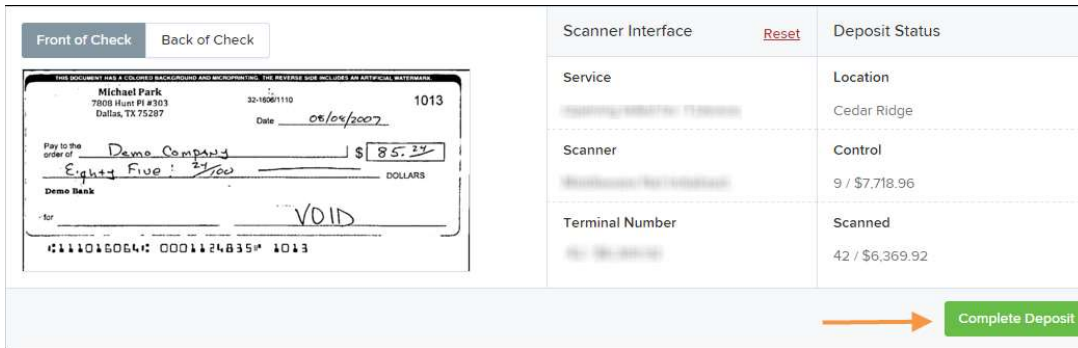 Front of Check
Back of Check
THIS DOCUMENT HAS A COLORED BACKGROUND AND MICROPRINTING. THE REVERSE SIDE INCLUDES AN ARTIFICIAL WATERMARK.
Michael Park
7808 Hunt Pl #303
Dallas, TX 75287
32-1606/1110
1013
Date 08/04/2007
Pay to the
order of Demo Company $ 85.24
Eighty Five : 24/100 DOLLARS
Demo Bank
for VOID
⑆111016064⑆ 0001124835⑈ 1013
Scanner Interface Reset
Service
Scanner
Terminal Number
Deposit Status
Location
Cedar Ridge
Control
9 / $7,718.96
Scanned
42 / $6,369.92
Complete Deposit